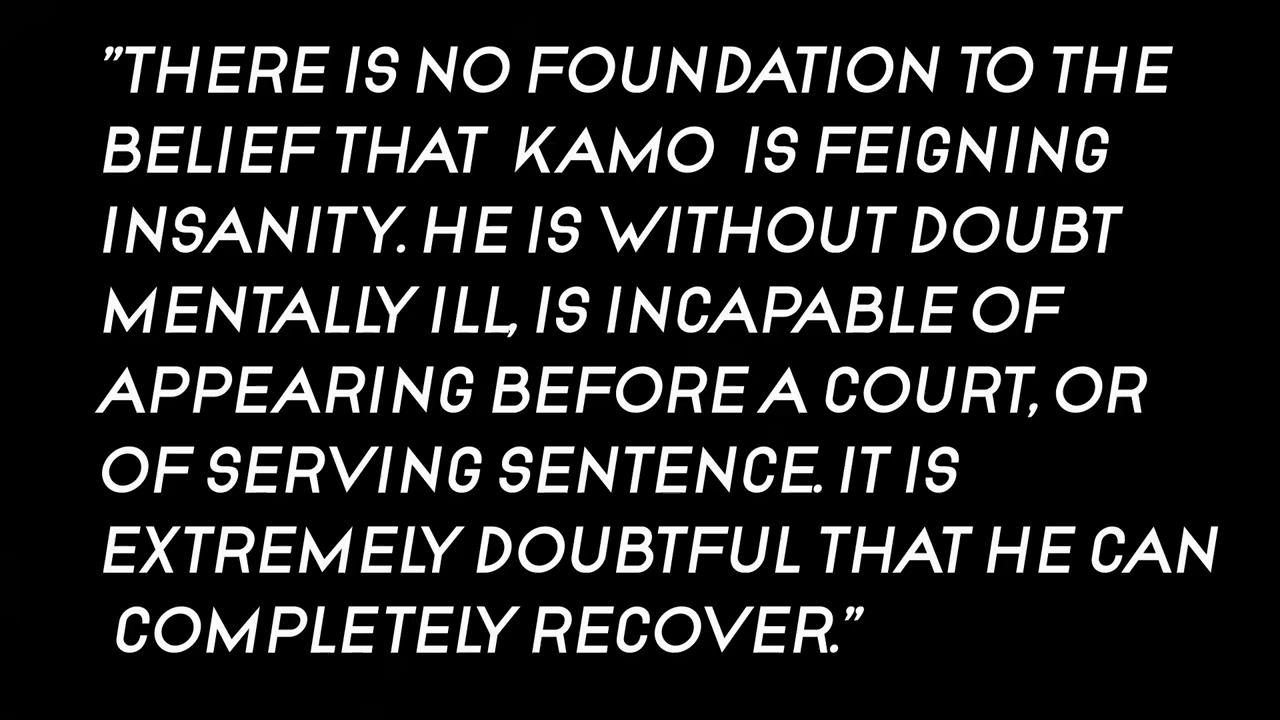 "THERE IS NO FOUNDATION TO THE
BELIEF THAT KAMO IS FEIGNING
INSANITY. HE IS WITHOUT DOUBT
MENTALLY ILL, IS INCAPABLE OF
APPEARING BEFORE A COURT, OR
OF SERVING SENTENCE. IT IS
EXTREMELY DOUBTFUL THAT HE CAN
COMPLETELY RECOVER."